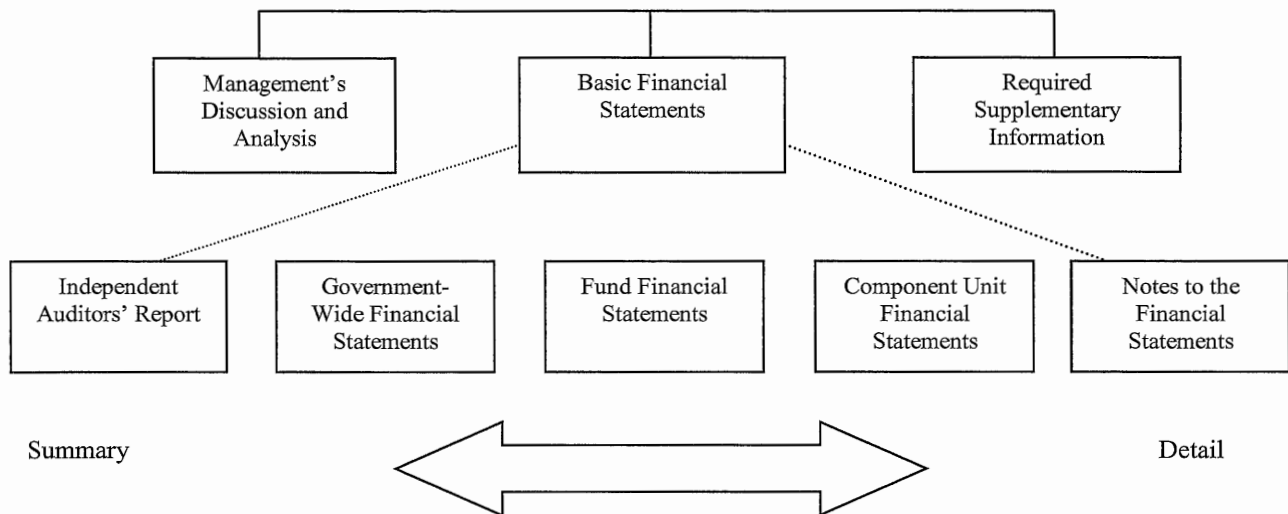 Management's
Discussion and
Analysis
Basic Financial
Statements
Required
Supplementary
Information
Independent
Auditors' Report
Government-
Wide Financial
Statements
Fund Financial
Statements
Component Unit
Financial
Statements
Notes to the
Financial
Statements
Summary
Detail